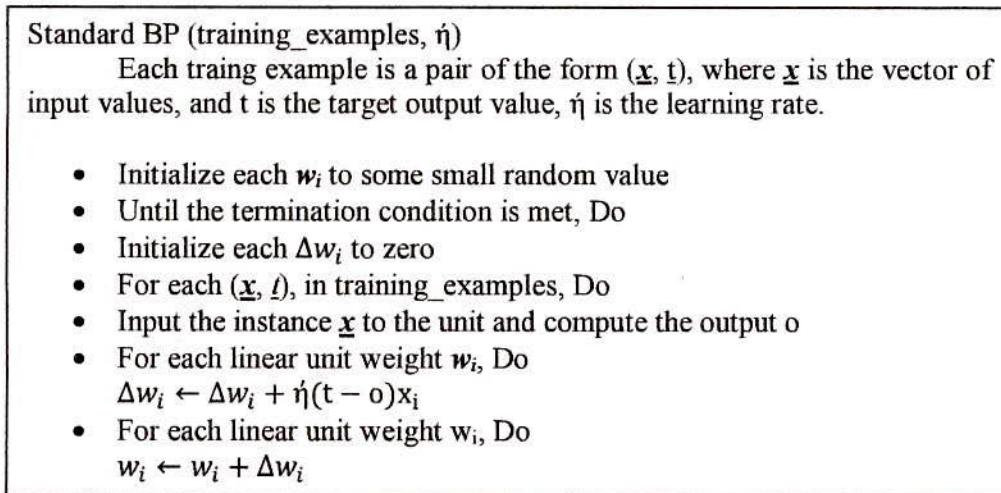 Standard BP (training_examples, ή)
Each traing example is a pair of the form (x, t), where x is the vector of
input values, and t is the target output value, ή is the learning rate.
• Initialize each wᵢ to some small random value
• Until the termination condition is met, Do
• Initialize each Δwᵢ to zero
• For each (x, t), in training_examples, Do
• Input the instance x to the unit and compute the output o
• For each linear unit weight wᵢ, Do
Δwᵢ ← Δwᵢ + ή(t − o)xᵢ
• For each linear unit weight wᵢ, Do
wᵢ ← wᵢ + Δwᵢ